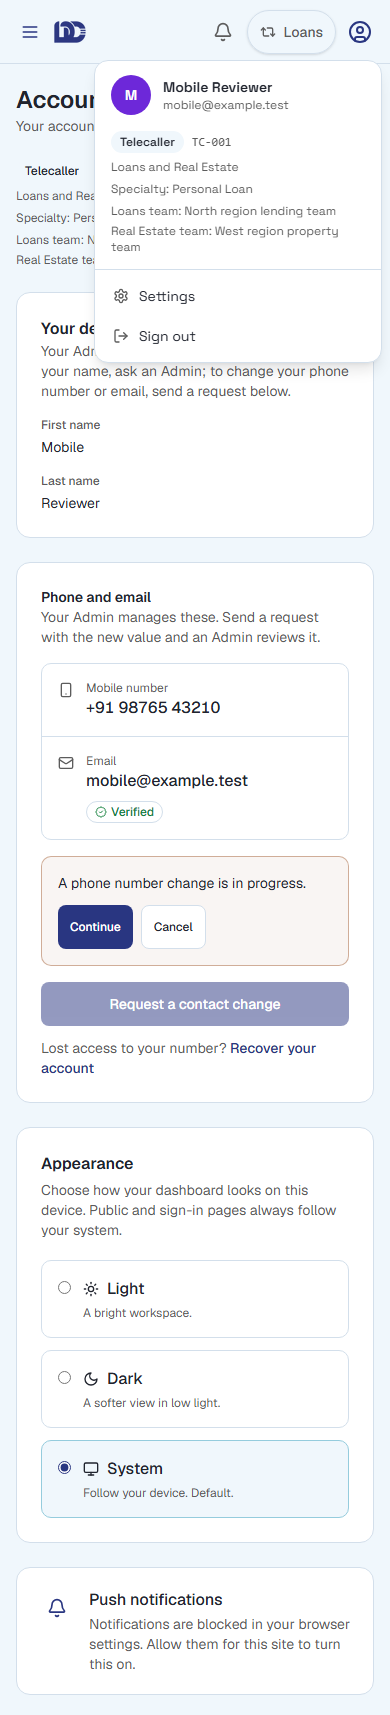 Loans
Accoun
Your accoun
Telecaller
Loans and Rea
Specialty: Pers
Loans team: N
Real Estate tea
M
Mobile Reviewer
mobile@example.test
Telecaller TC-001
Loans and Real Estate
Specialty: Personal Loan
Loans team: North region lending team
Real Estate team: West region property
team
Settings
Sign out
Your de
Your Adr
your name, ask an Admin; to change your phone
number or email, send a request below.
First name
Mobile
Last name
Reviewer
Phone and email
Your Admin manages these. Send a request
with the new value and an Admin reviews it.
Mobile number
+91 98765 43210
Email
mobile@example.test
Verified
A phone number change is in progress.
Continue Cancel
Request a contact change
Lost access to your number? Recover your
account
Appearance
Choose how your dashboard looks on this
device. Public and sign-in pages always follow
your system.
Light
A bright workspace.
Dark
A softer view in low light.
System
Follow your device. Default.
Push notifications
Notifications are blocked in your browser
settings. Allow them for this site to turn
this on.